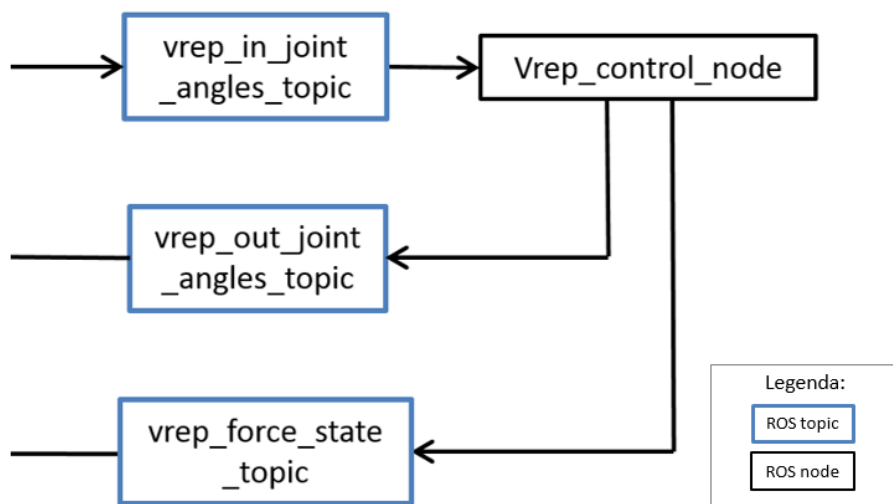 vrep_in_joint
_angles_topic
Vrep_control_node
vrep_out_joint
_angles_topic
vrep_force_state
_topic
Legenda:
ROS topic
ROS node